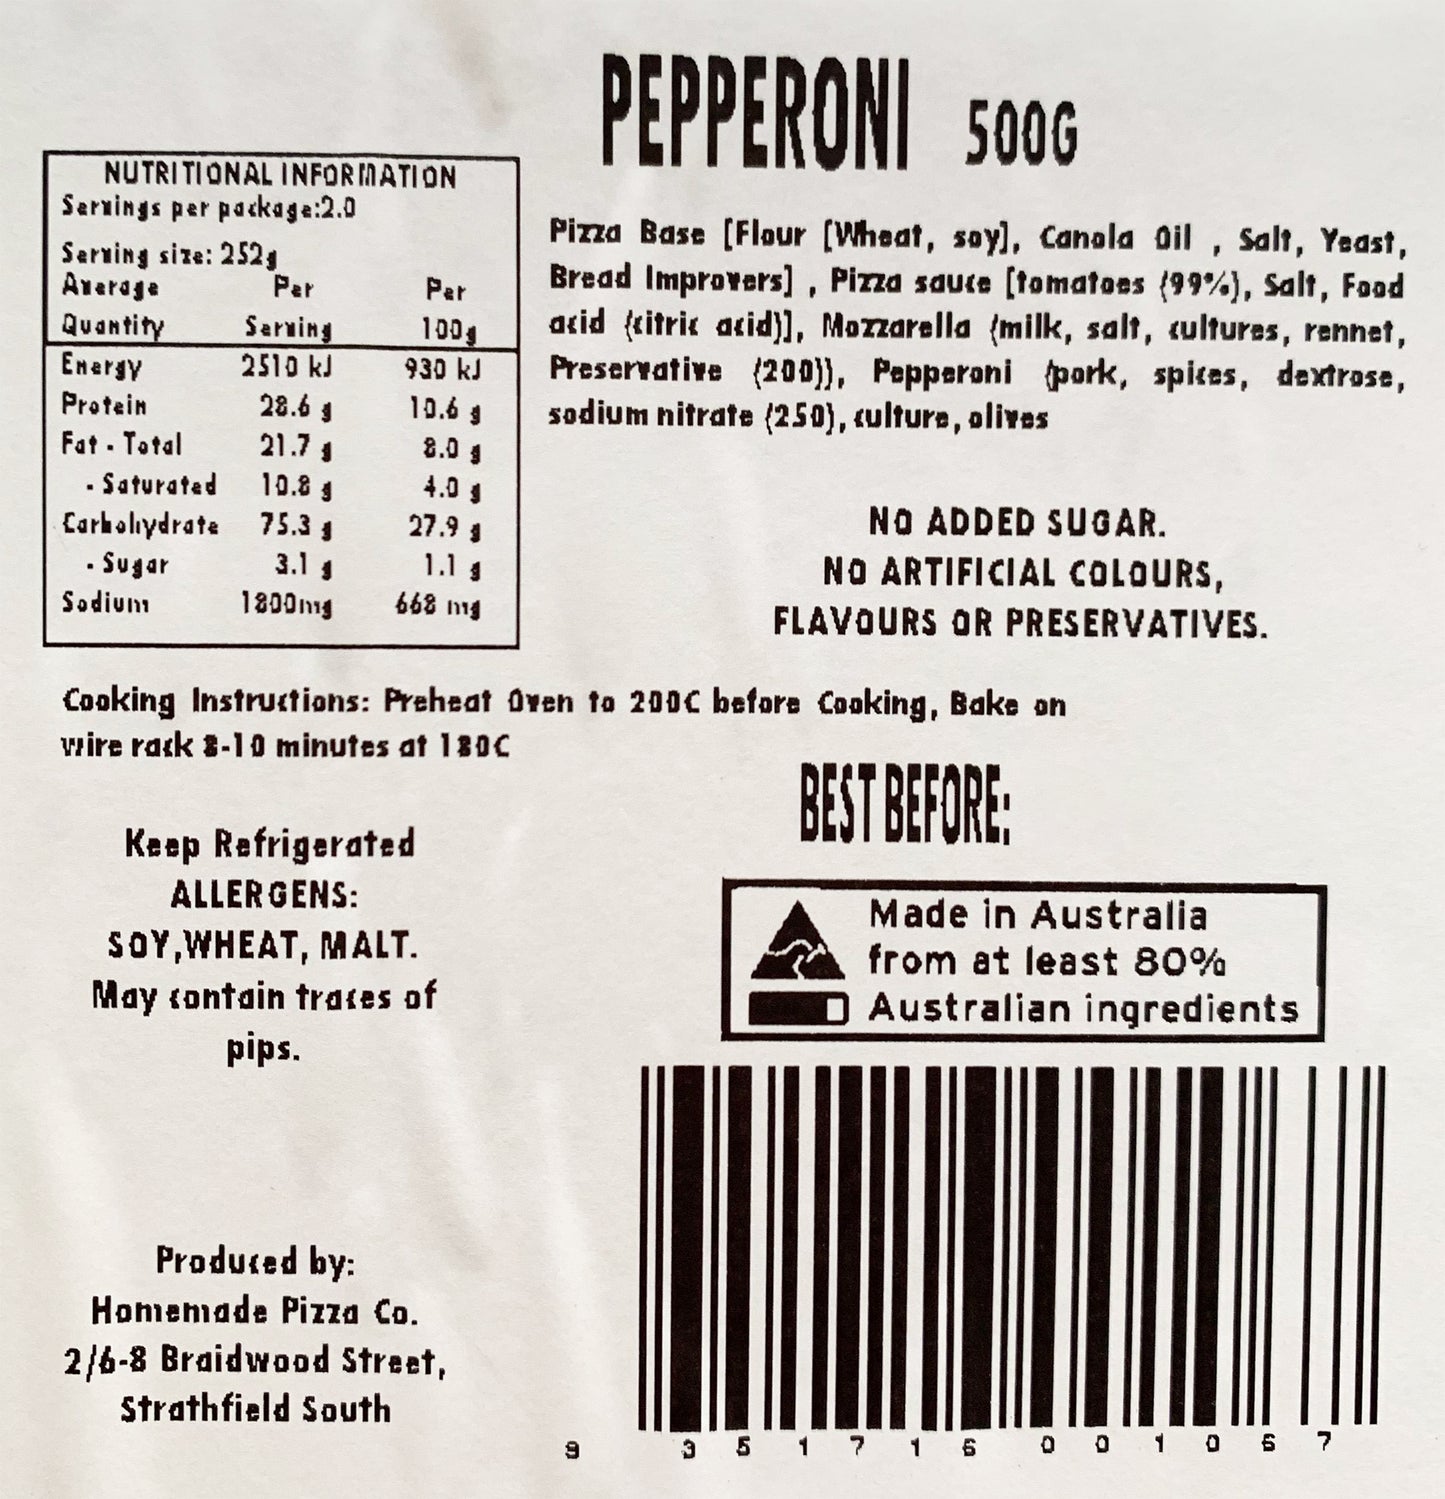 PEPPERONI 500G
NUTRITIONAL INFORMATION
Servings per package:2.0
Serving size: 252g
Average Per Per
Quantity Serving 100g
Energy 2510 kJ 930 kJ
Protein 28.6 g 10.6 g
Fat - Total 21.7 g 8.0 g
- Saturated 10.8 g 4.0 g
Carbohydrate 75.3 g 27.9 g
- Sugar 3.1 g 1.1 g
Sodium 1800mg 668 mg
Pizza Base [Flour [Wheat, soy], Canola Oil , Salt, Yeast,
Bread Improvers] , Pizza sauce [tomatoes (99%), Salt, Food
acid {citric acid}], Mozzarella {milk, salt, cultures, rennet,
Preservative (200)), Pepperoni (pork, spices, dextrose,
sodium nitrate (250), culture, olives
NO ADDED SUGAR.
NO ARTIFICIAL COLOURS,
FLAVOURS OR PRESERVATIVES.
Cooking Instructions: Preheat Oven to 200C before Cooking, Bake on
wire rack 8-10 minutes at 180C
BEST BEFORE:
Keep Refrigerated
ALLERGENS:
SOY,WHEAT, MALT.
May contain traces of
pips.
Made in Australia
from at least 80%
Australian ingredients
Produced by:
Homemade Pizza Co.
2/6-8 Braidwood Street,
Strathfield South
9 351716 001067